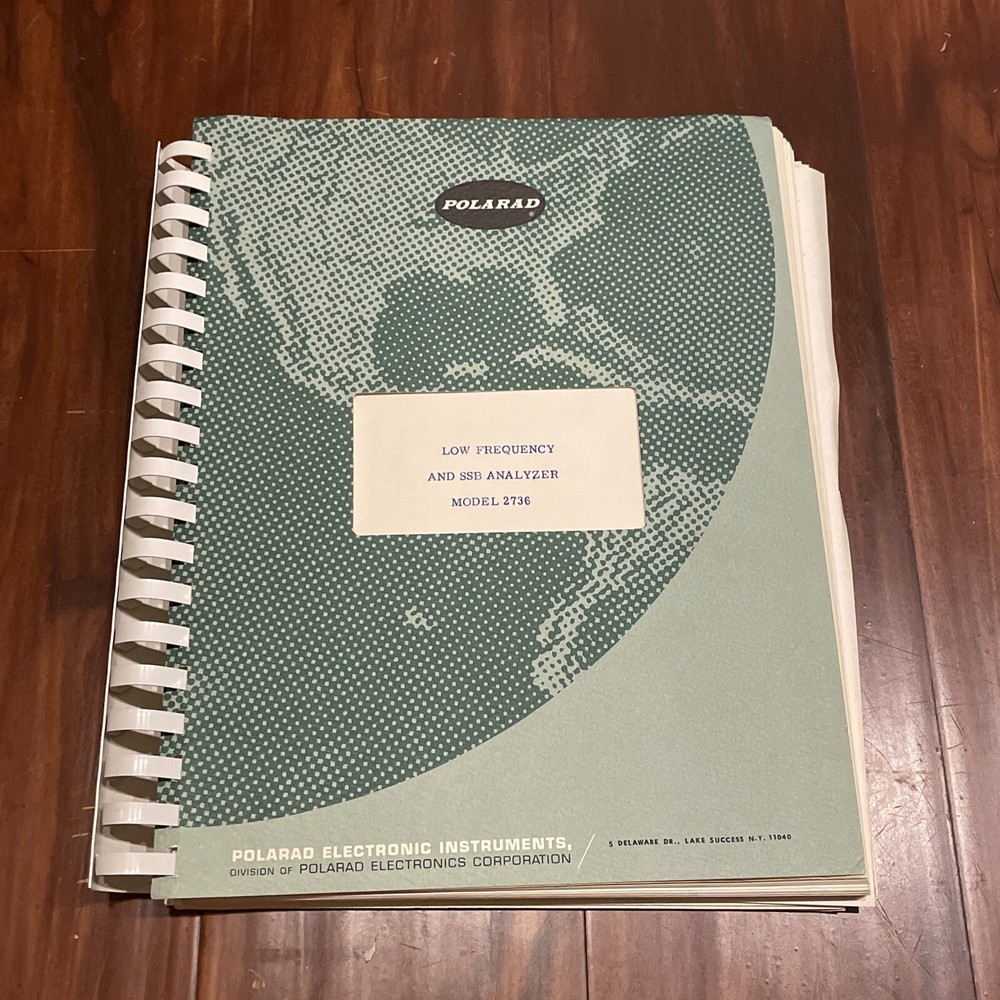 POLARAD
LOW FREQUENCY
AND SSB ANALYZER
MODEL 2736
POLARAD ELECTRONIC INSTRUMENTS,
DIVISION OF POLARAD ELECTRONICS CORPORATION
5 DELAWARE DR., LAKE SUCCESS N.Y. 11040